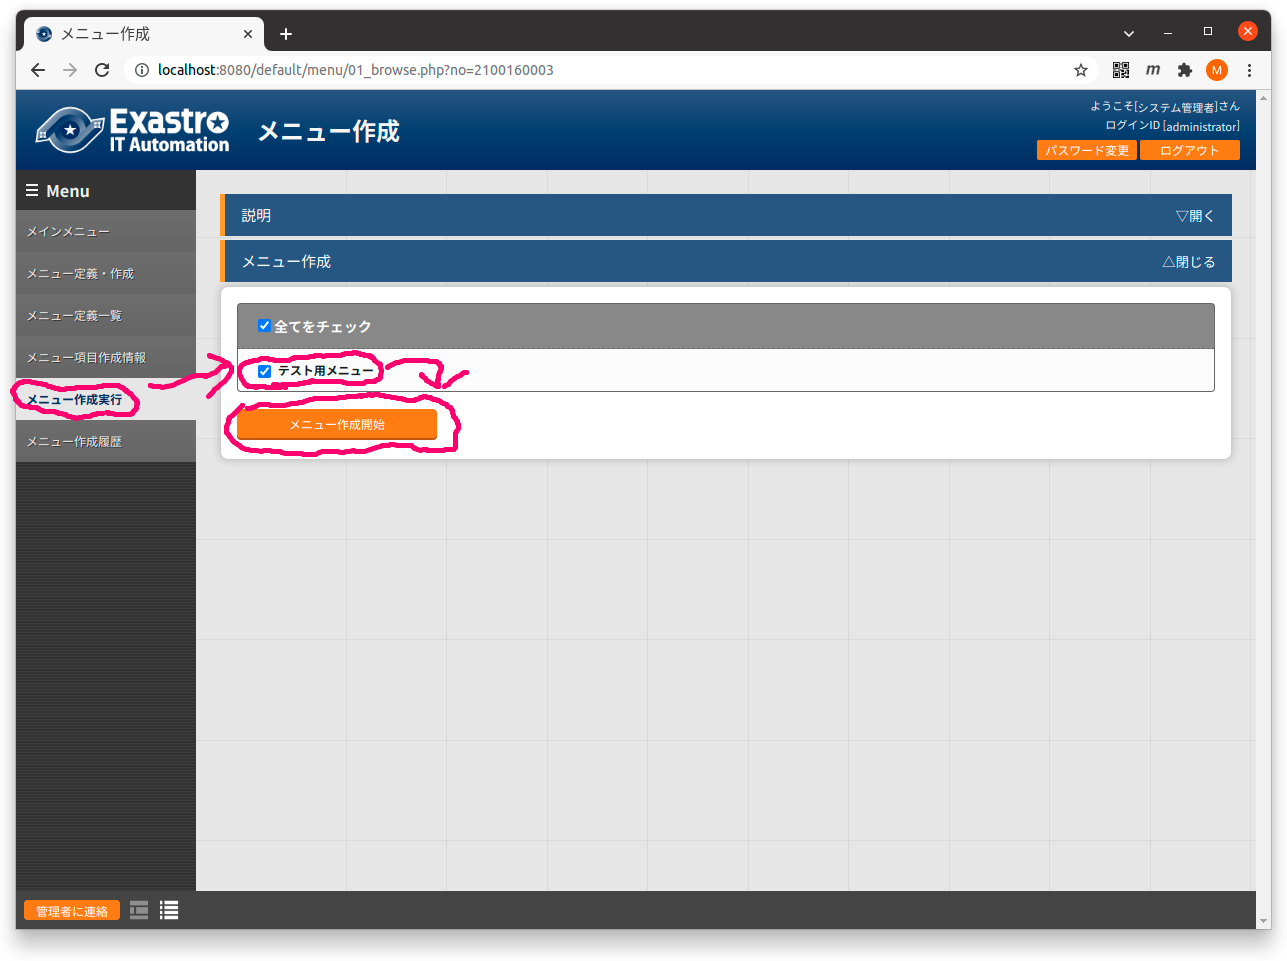 メニュー作成
localhost:8080/default/menu/01_browse.php?no=2100160003
m
M
Exastro
IT Automation
メニュー作成
ようこそ[システム管理者]さん
ログインID [administrator]
パスワード変更
ログアウト
Menu
メインメニュー
メニュー定義・作成
メニュー定義一覧
メニュー項目作成情報
メニュー作成実行
メニュー作成履歴
説明
▽開く
メニュー作成
△閉じる
全てをチェック
テスト用メニュー
メニュー作成開始
管理者に連絡